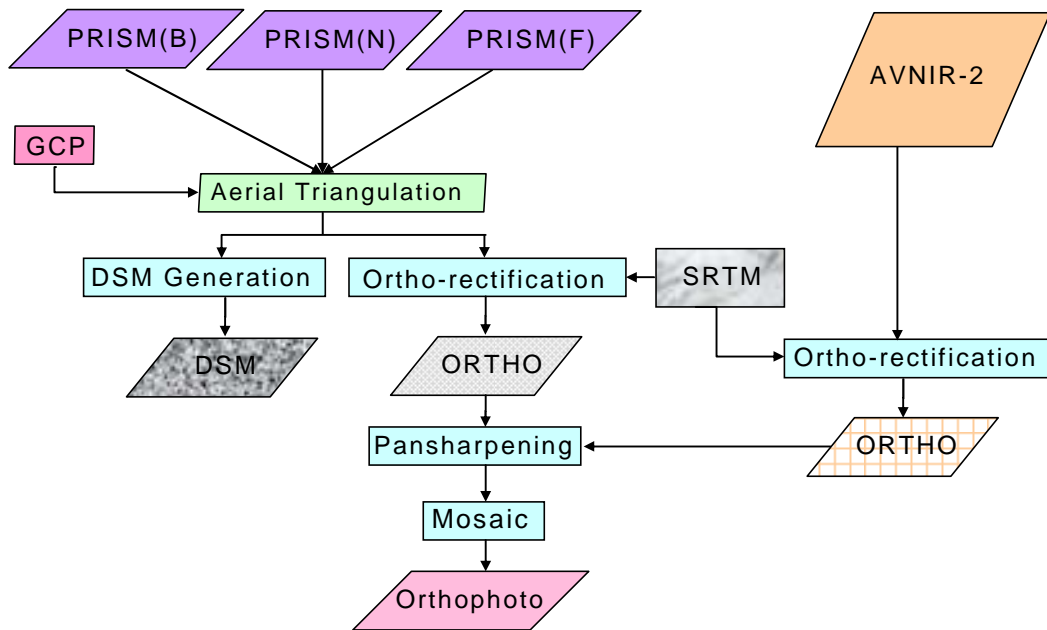 PRISM(B)
PRISM(N)
PRISM(F)
AVNIR-2
GCP
Aerial Triangulation
DSM Generation
Ortho-rectification
SRTM
DSM
ORTHO
Ortho-rectification
Pansharpening
ORTHO
Mosaic
Orthophoto